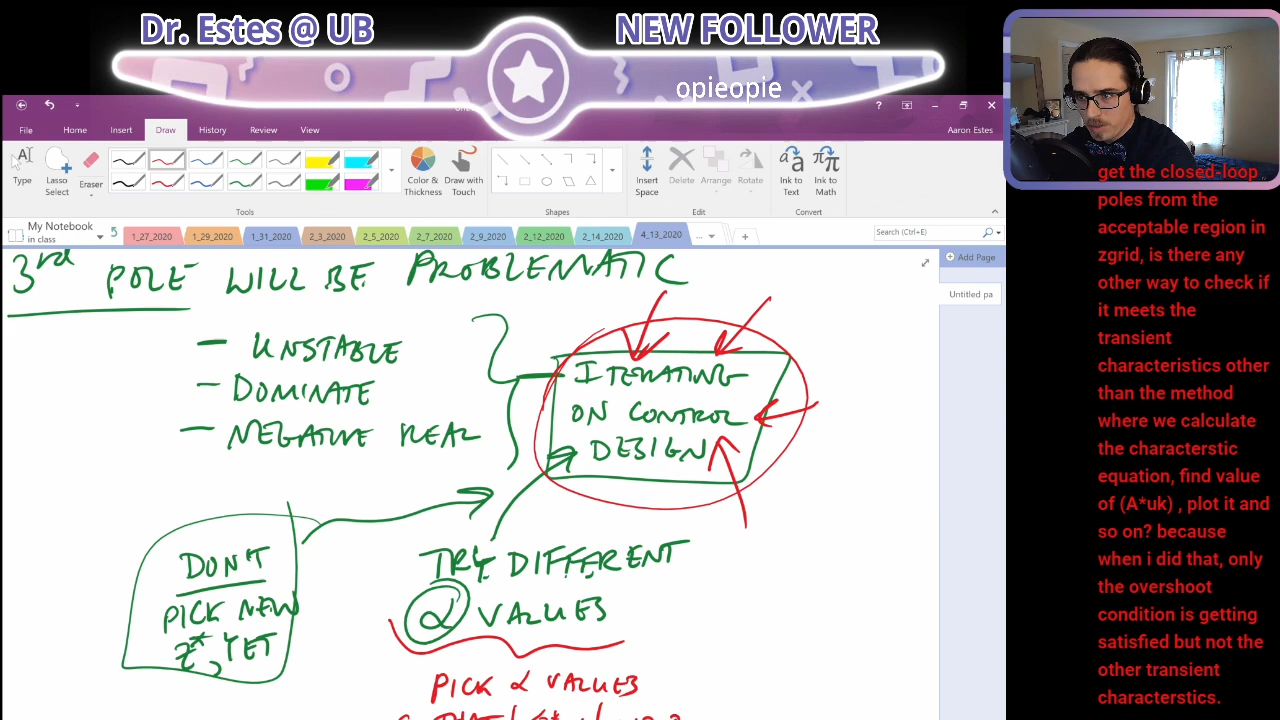 Dr. Estes @ UB
NEW FOLLOWER
opieopie
Aaron Estes
File
Home
Insert
Draw
History
Review
View
Type
Lasso Select
Eraser
Color & Thickness
Draw with Touch
Insert Space
Delete
Arrange
Rotate
Ink to Text
Ink to Math
Tools
Shapes
Edit
Convert
My Notebook
in class
1_27_2020
1_29_2020
1_31_2020
2_3_2020
2_5_2020
2_7_2020
2_9_2020
2_12_2020
2_14_2020
4_13_2020
...
Search (Ctrl+E)
Add Page
Untitled pa
3rd POLE WILL BE PROBLEMATIC
- UNSTABLE
- DOMINATE
- NEGATIVE REAL
ITERATING
ON CONTROL
DESIGN
DON'T
PICK NEW
z*, YET
TRY DIFFERENT
α VALUES
PICK α VALUES
get the closed-loop
poles from the
acceptable region in
zgrid, is there any
other way to check if
it meets the
transient
characteristics other
than the method
where we calculate
the characterstic
equation, find value
of (A*uk) , plot it and
so on? because
when i did that, only
the overshoot
condition is getting
satisfied but not the
other transient
characterstics.